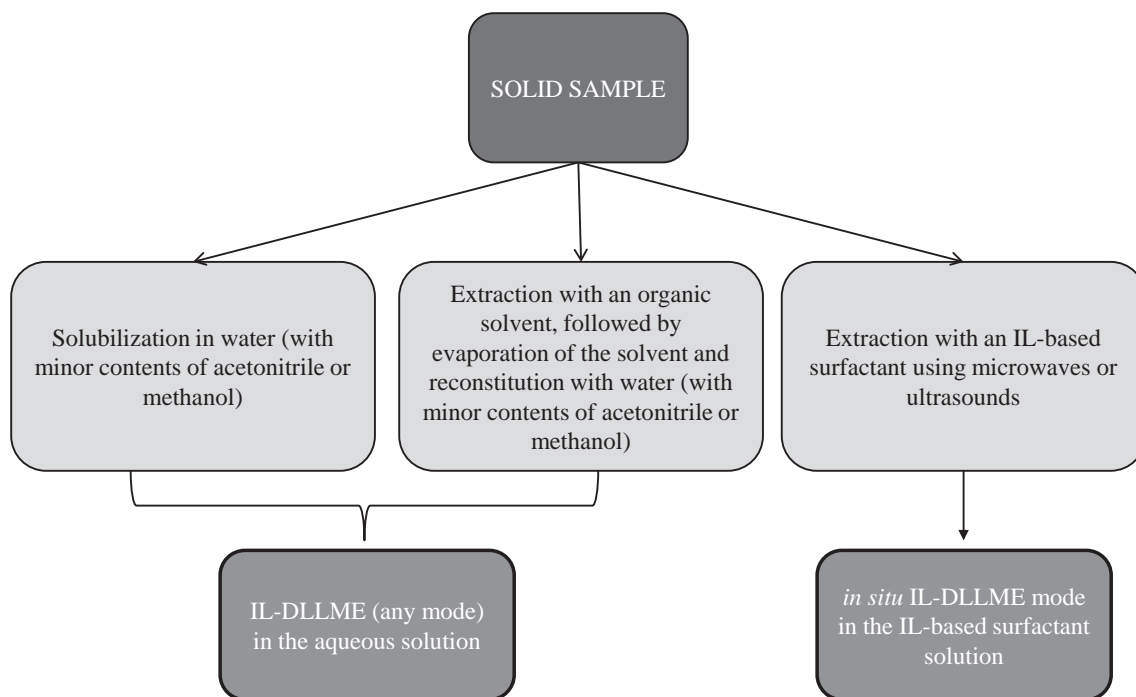 SOLID SAMPLE
Solubilization in water (with
minor contents of acetonitrile or
methanol)
Extraction with an organic
solvent, followed by
evaporation of the solvent and
reconstitution with water (with
minor contents of acetonitrile or
methanol)
Extraction with an IL-based
surfactant using microwaves or
ultrasounds
IL-DLLME (any mode)
in the aqueous solution
in situ IL-DLLME mode
in the IL-based surfactant
solution